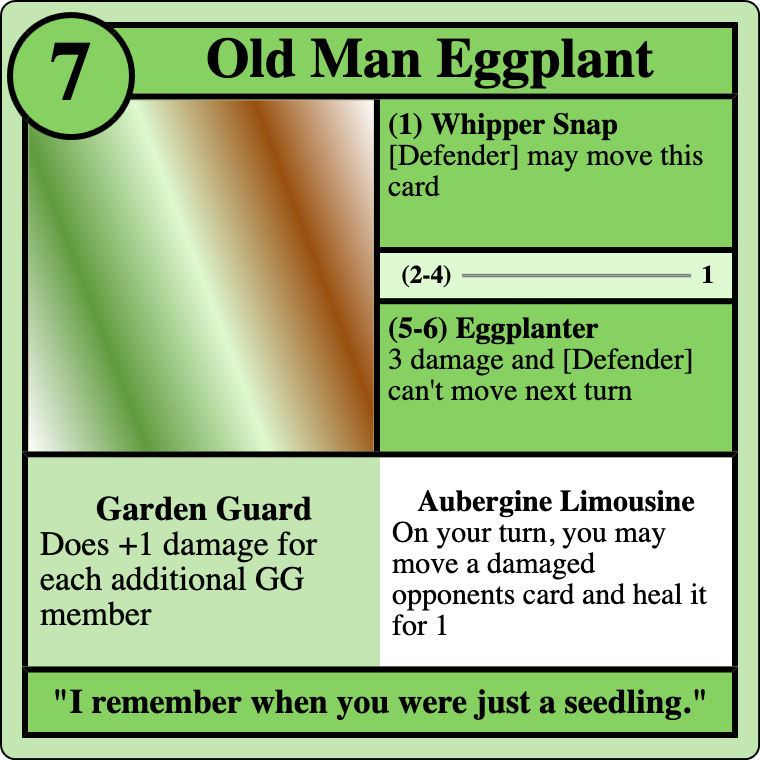 7
Old Man Eggplant
(1) Whipper Snap
[Defender] may move this
card
(2-4) 1
(5-6) Eggplanter
3 damage and [Defender]
can't move next turn
Garden Guard
Does +1 damage for
each additional GG
member
Aubergine Limousine
On your turn, you may
move a damaged
opponents card and heal it
for 1
"I remember when you were just a seedling."